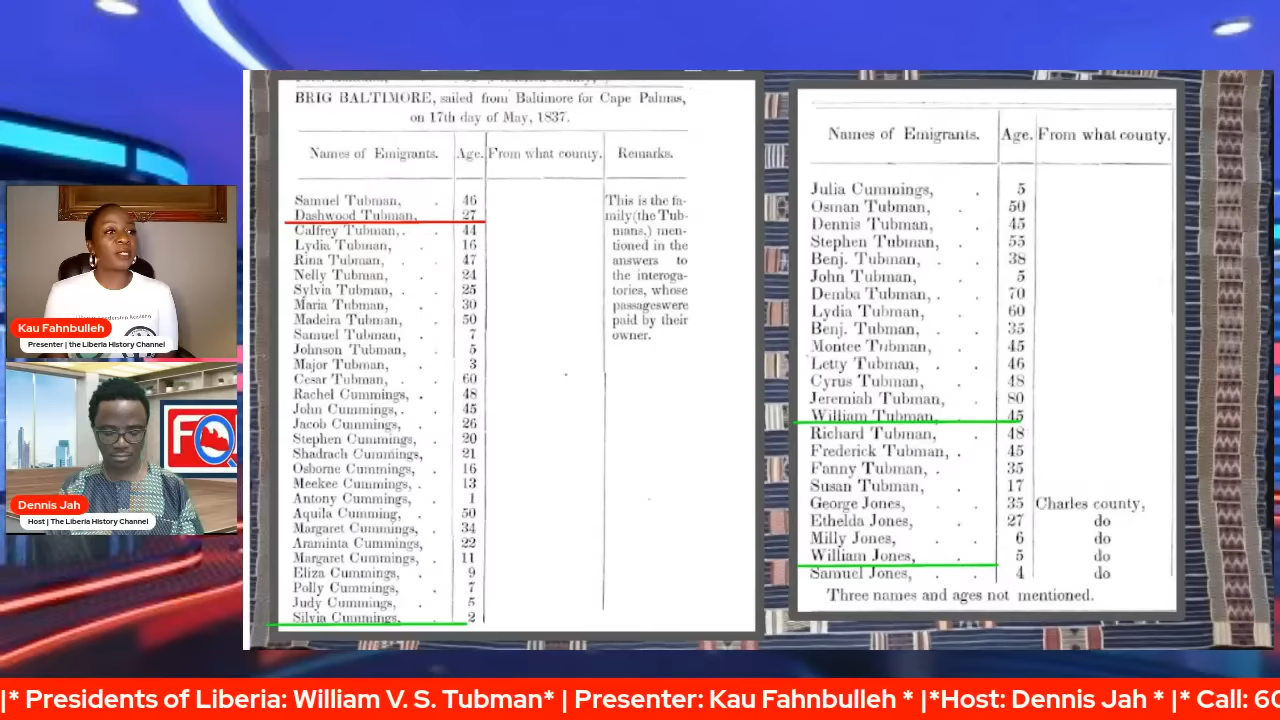 BRIG BALTIMORE, sailed from Baltimore for Cape Palmas,
on 17th day of May, 1837.
Names of Emigrants. Age. From what county. Remarks.
Samuel Tubman, . 46
Dashwood Tubman, 27
Calfrey Tubman,. . 44
Lydia Tubman, . 16
Rina Tubman, . . 47
Nelly Tubman, . 24
Sylvia Tubman, . . 25
Maria Tubman, . 30
Madeira Tubman, . 50
Samuel Tubman, . 7
Johnson Tubman, . 5
Major Tubman, . 3
Cesar Tubman, . . 60
Rachel Cummings, . 48
John Cummings,. . 45
Jacob Cummings, . 26
Stephen Cummings, . 20
Shadrach Cummings, 21
Osborne Cummings, . 16
Meekee Cummings, . 13
Antony Cummings, . 1
Aquila Cumming, . 50
Margaret Cummings, . 34
Araminta Cummings, 22
Margaret Cummings, . 11
Eliza Cummings, . 9
Polly Cummings, . 7
Judy Cummings, . 5
Silvia Cummings, . 2
This is the fa-
mily(the Tub-
mans,) men-
tioned in the
answers to
the interoga-
tories, whose
passageswere
paid by their
owner.
Names of Emigrants. Age. From what county.
Julia Cummings, . 5
Osman Tubman, . 50
Dennis Tubman, . 45
Stephen Tubman, . 55
Benj. Tubman, . 38
John Tubman, . 5
Demba Tubman, . . 70
Lydia Tubman, . 60
Benj. Tubman, . 35
Montee Tubman, . 45
Letty Tubman, . . 46
Cyrus Tubman, . 48
Jeremiah Tubman, . 80
William Tubman, . 45
Richard Tubman, . 48
Frederick Tubman, . 45
Fanny Tubman, . 35
Susan Tubman, . 17
George Jones, . 35 Charles county,
Ethelda Jones, . 27 do
Milly Jones, . . 6 do
William Jones, . 5 do
Samuel Jones, . . 4 do
Three names and ages not mentioned.
Kau Fahnbulleh
Presenter | the Liberia History Channel
Dennis Jah
Host | The Liberia History Channel
|* Presidents of Liberia: William V. S. Tubman* | Presenter: Kau Fahnbulleh * |*Host: Dennis Jah * |* Call: 60